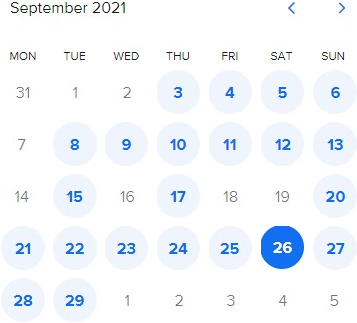 September 2021
MON TUE WED THU FRI SAT SUN
31 1 2 3 4 5 6
7 8 9 10 11 12 13
14 15 16 17 18 19 20
21 22 23 24 25 26 27
28 29 1 2 3 4 5